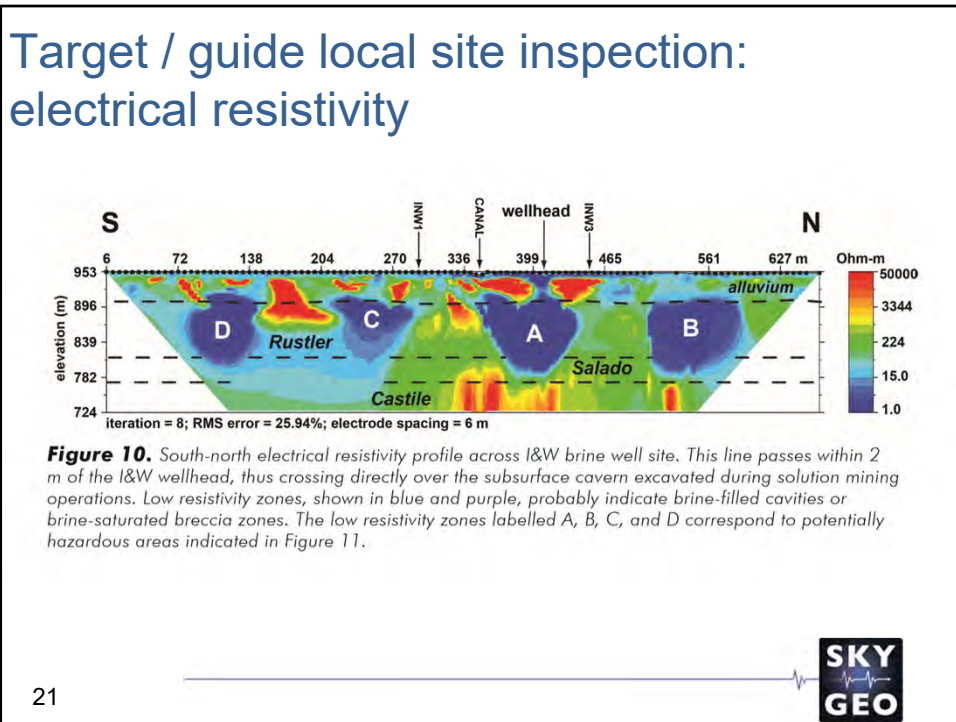 Target / guide local site inspection:
electrical resistivity
S
INW1
CANAL
wellhead
INW3
N
6 72 138 204 270 336 399 465 561 627 m
Ohm-m
953
896
839
782
724
elevation (m)
alluvium
D
Rustler
C
A
B
Salado
Castile
50000
3344
224
15.0
1.0
iteration = 8; RMS error = 25.94%; electrode spacing = 6 m
Figure 10. South-north electrical resistivity profile across I&W brine well site. This line passes within 2
m of the I&W wellhead, thus crossing directly over the subsurface cavern excavated during solution mining
operations. Low resistivity zones, shown in blue and purple, probably indicate brine-filled cavities or
brine-saturated breccia zones. The low resistivity zones labelled A, B, C, and D correspond to potentially
hazardous areas indicated in Figure 11.
21
SKY
GEO